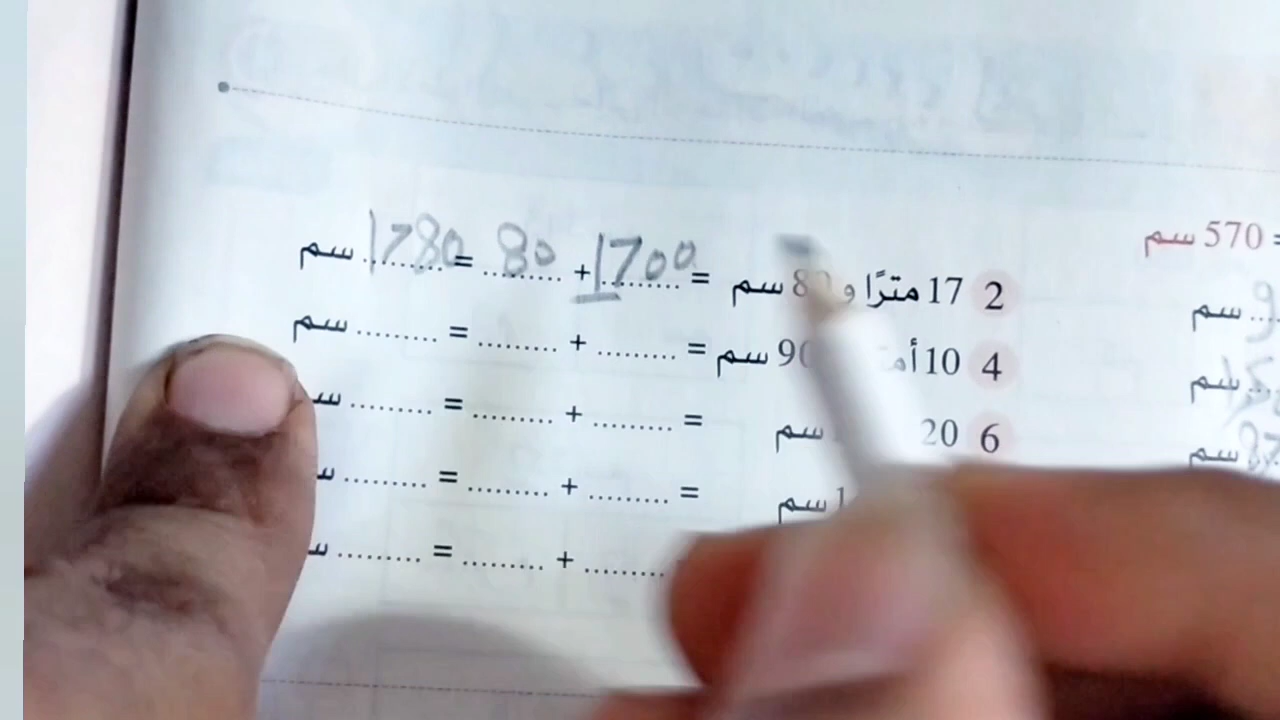 = 570 سم
2 17 مترًا و 80 سم = 1700 + 80 = 1780 سم
سم
4 10 90 سم = ......... + ......... = ......... سم
سم
6 20 سم = ......... + ......... = .........
سم
سم = ......... + ......... = .........
......... + ......... = .........